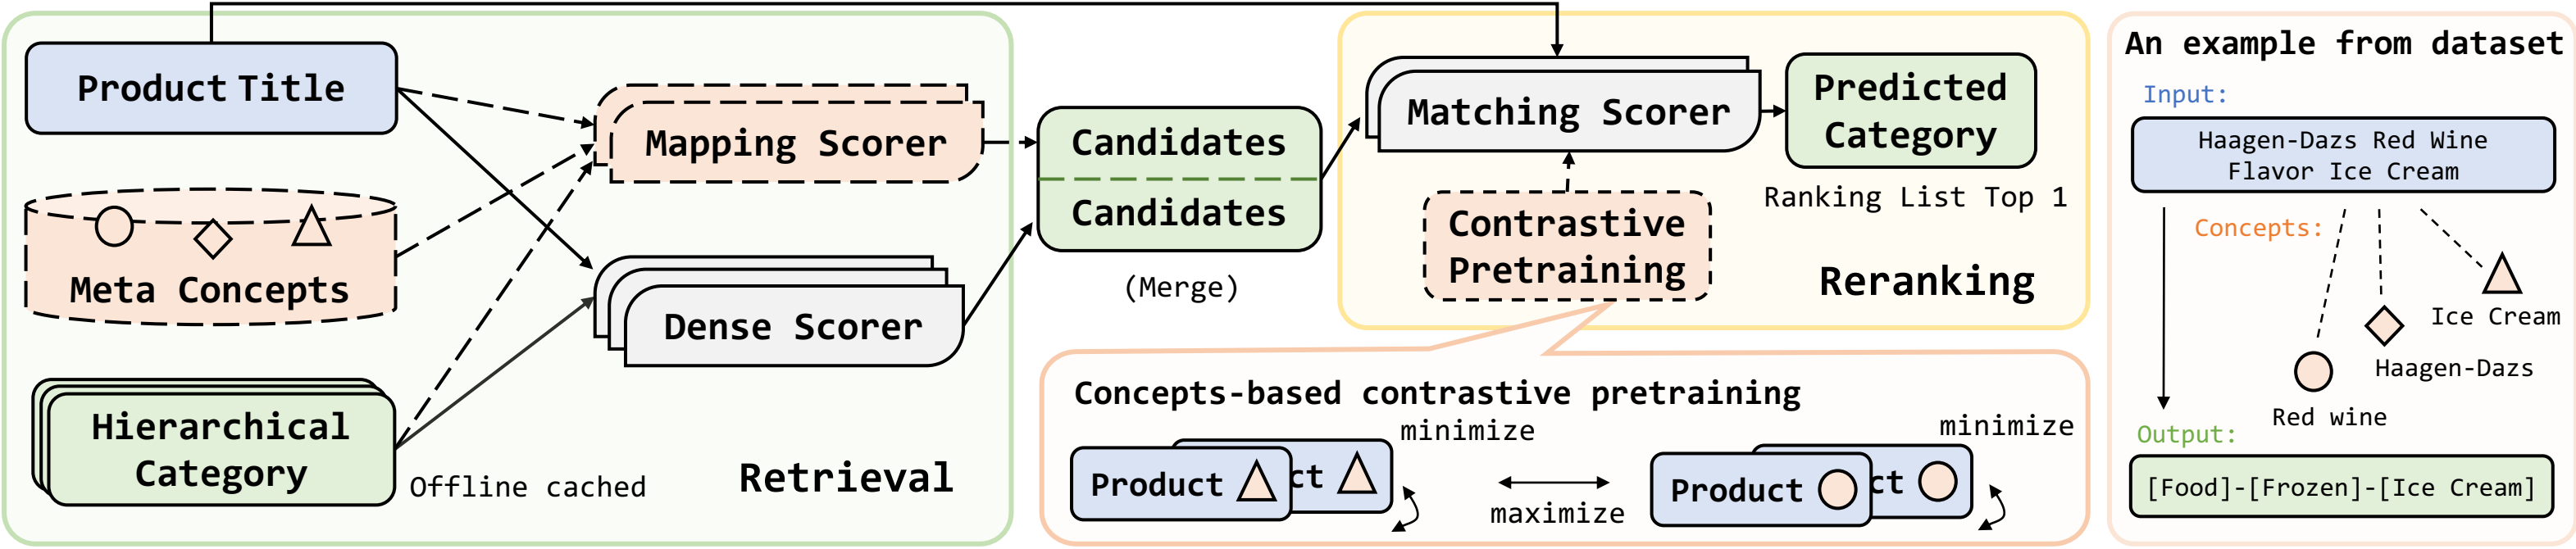 Product Title
Mapping Scorer
Meta Concepts
Dense Scorer
Hierarchical
Category
Offline cached
Retrieval
Candidates
Candidates
(Merge)
Matching Scorer
Predicted
Category
Ranking List Top 1
Contrastive
Pretraining
Reranking
Concepts-based contrastive pretraining
minimize
minimize
Product
ct
maximize
Product
ct
An example from dataset
Input:
Haagen-Dazs Red Wine
Flavor Ice Cream
Concepts:
Ice Cream
Haagen-Dazs
Red wine
Output:
[Food]-[Frozen]-[Ice Cream]